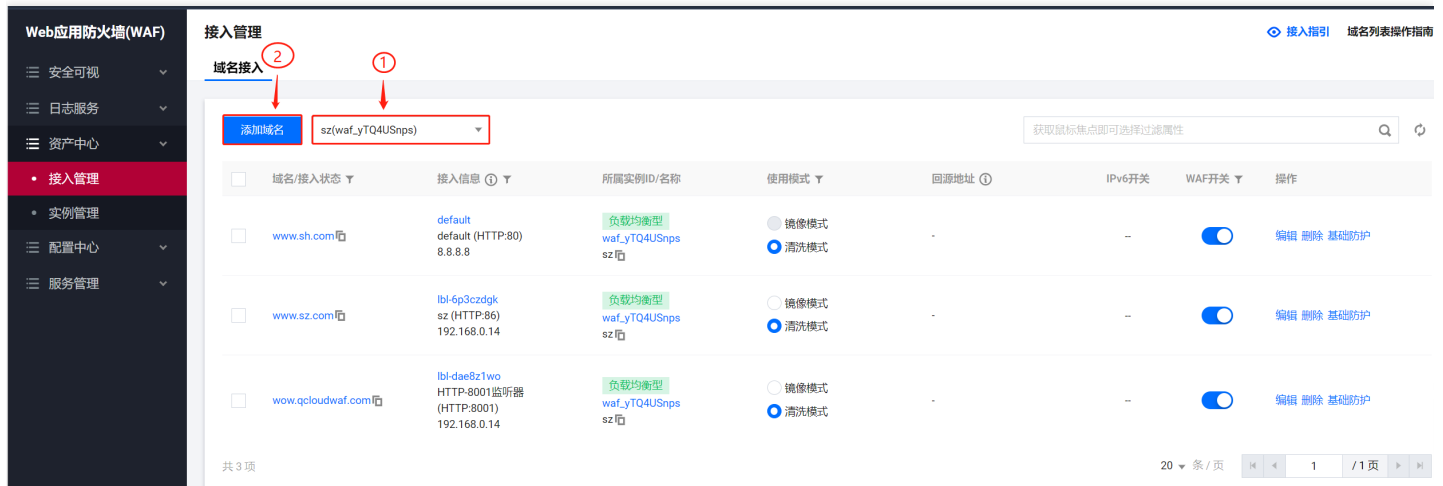 Web应用防火墙(WAF)
安全可视
日志服务
资产中心
接入管理
实例管理
配置中心
服务管理
接入管理
接入指引 域名列表操作指南
域名接入
② ①
添加域名 sz(waf_yTQ4USnps) 获取鼠标焦点即可选择过滤属性
域名/接入状态 接入信息 所属实例ID/名称 使用模式 回源地址 IPv6开关 WAF开关 操作
www.sh.com
default
default (HTTP:80)
8.8.8.8
负载均衡型
waf_yTQ4USnps
sz
镜像模式
清洗模式
- -- 编辑 删除 基础防护
www.sz.com
lbl-6p3czdgk
sz (HTTP:86)
192.168.0.14
负载均衡型
waf_yTQ4USnps
sz
镜像模式
清洗模式
- -- 编辑 删除 基础防护
wow.qcloudwaf.com
lbl-dae8z1wo
HTTP-8001监听器
(HTTP:8001)
192.168.0.14
负载均衡型
waf_yTQ4USnps
sz
镜像模式
清洗模式
- -- 编辑 删除 基础防护
共 3 项 20 条 / 页 1 / 1 页